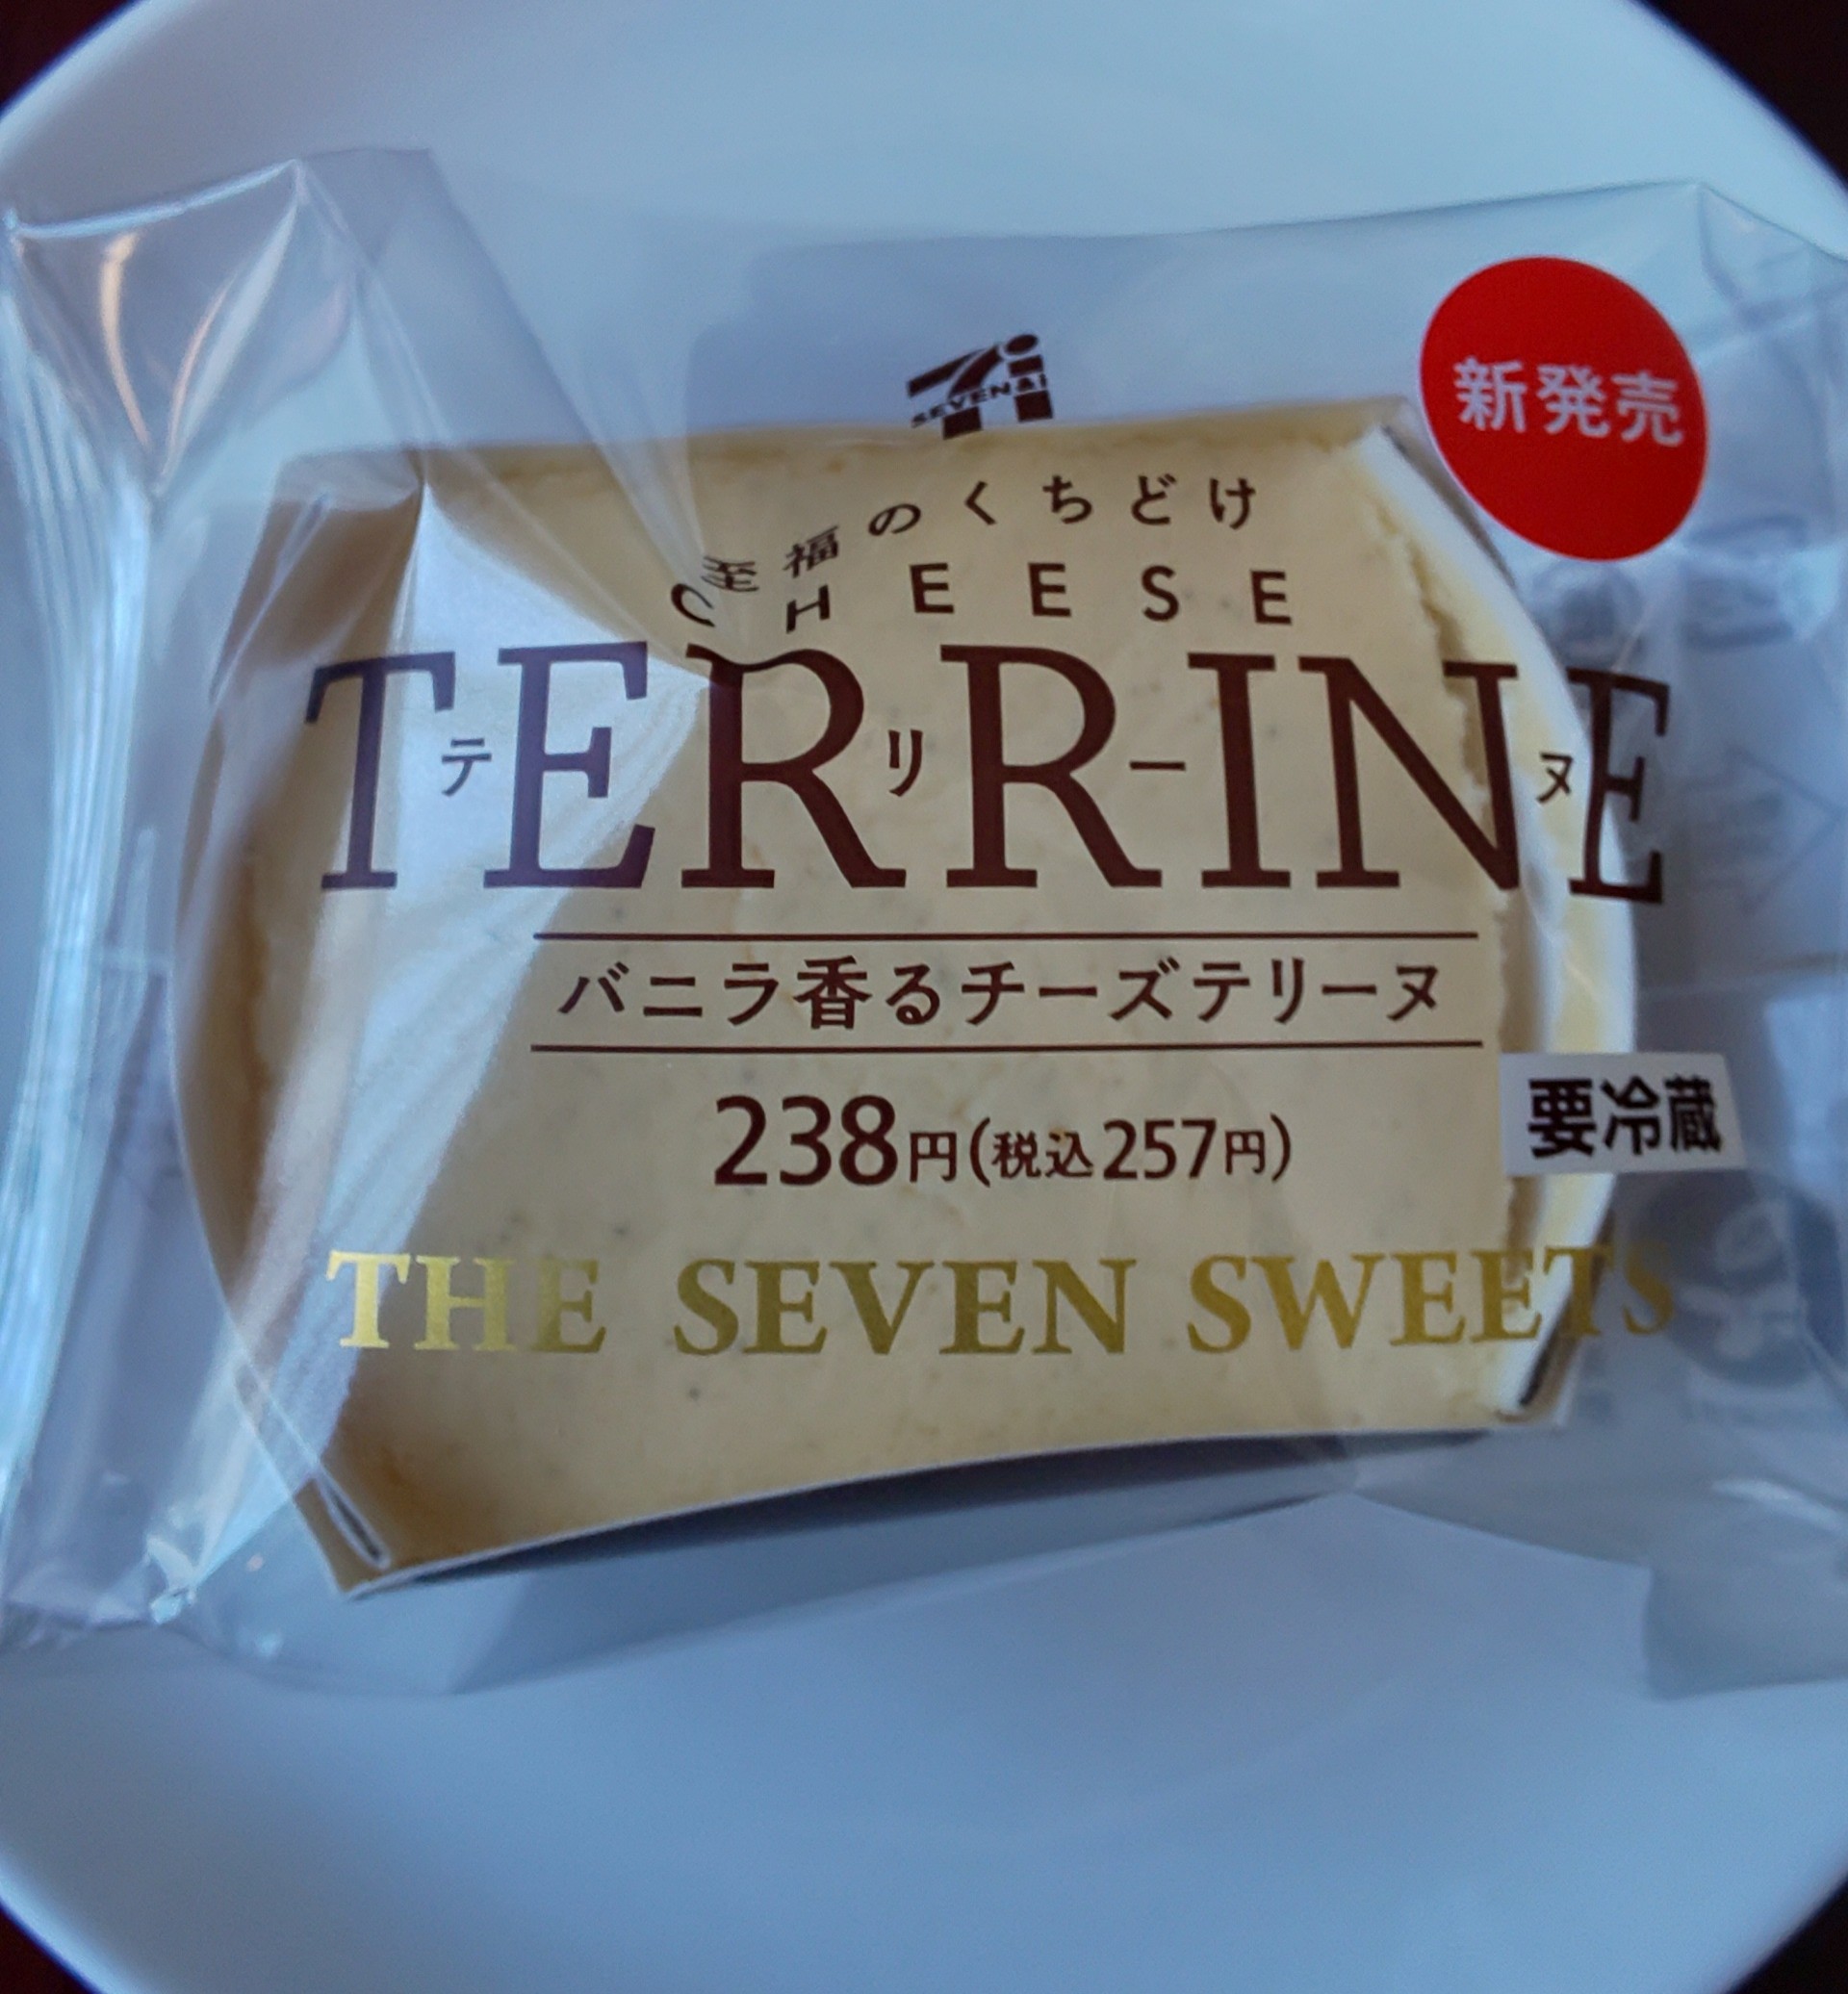 SEVEN&i
新発売
至福のくちどけ
CHEESE
TERRINE
テリーヌ
バニラ香るチーズテリーヌ
238円(税込257円)
要冷蔵
THE SEVEN SWEETS